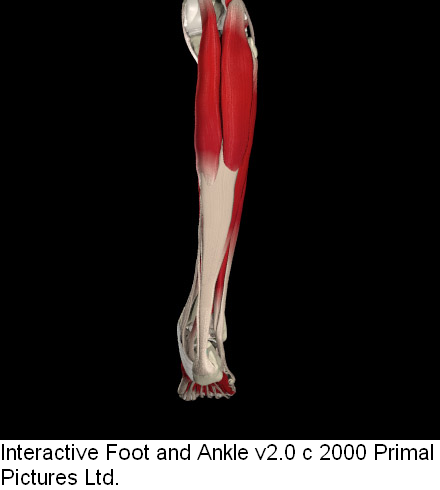 Interactive Foot and Ankle v2.0 c 2000 Primal
Pictures Ltd.